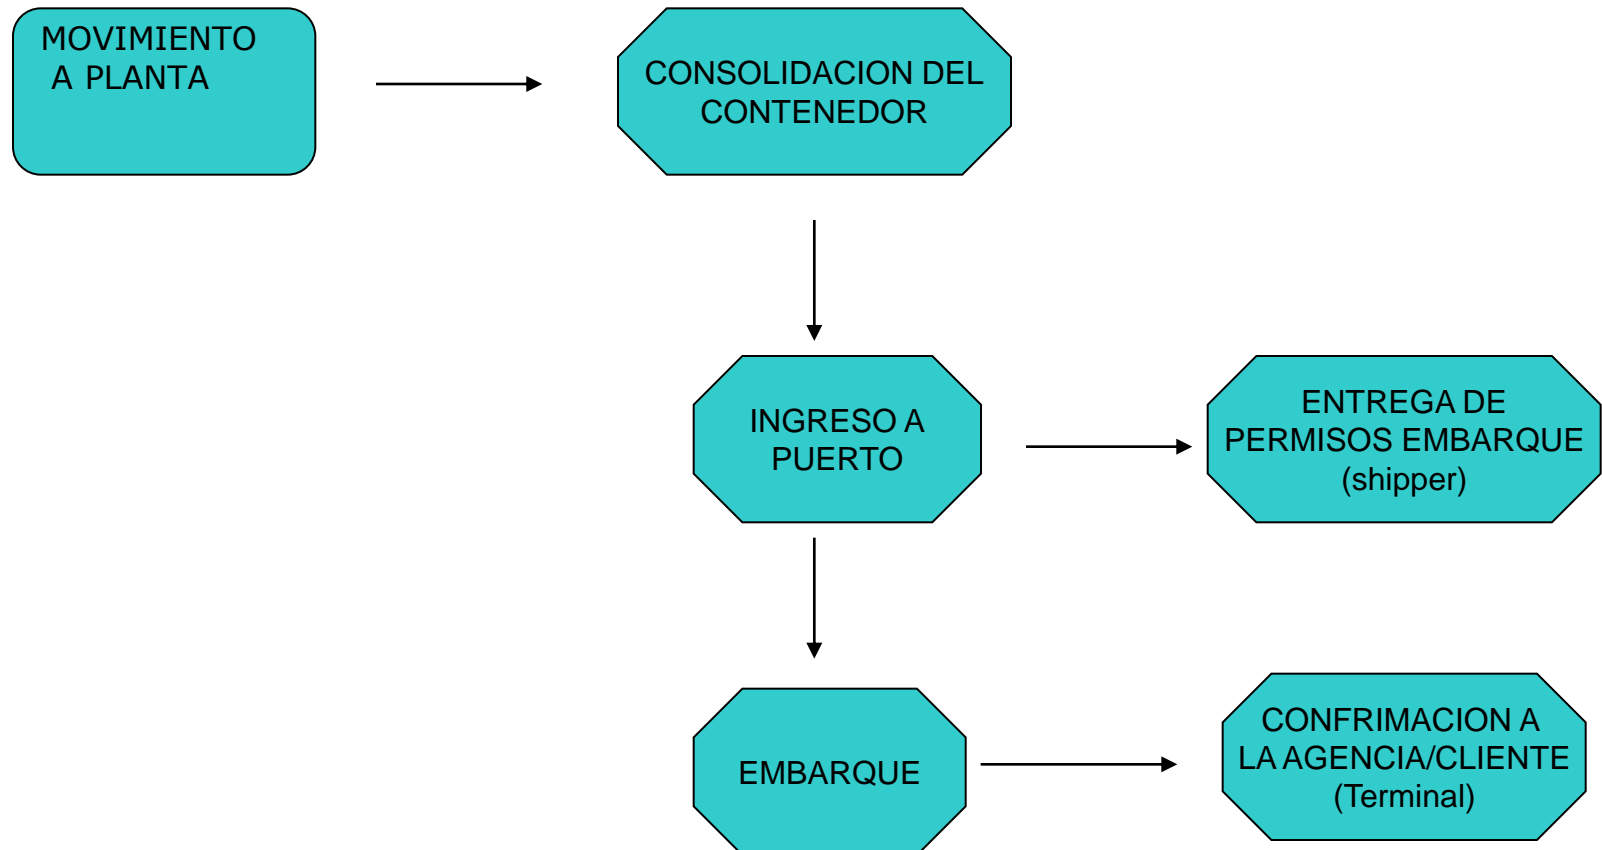 MOVIMIENTO
A PLANTA
CONSOLIDACION DEL
CONTENEDOR
INGRESO A
PUERTO
ENTREGA DE
PERMISOS EMBARQUE
(shipper)
EMBARQUE
CONFRIMACION A
LA AGENCIA/CLIENTE
(Terminal)